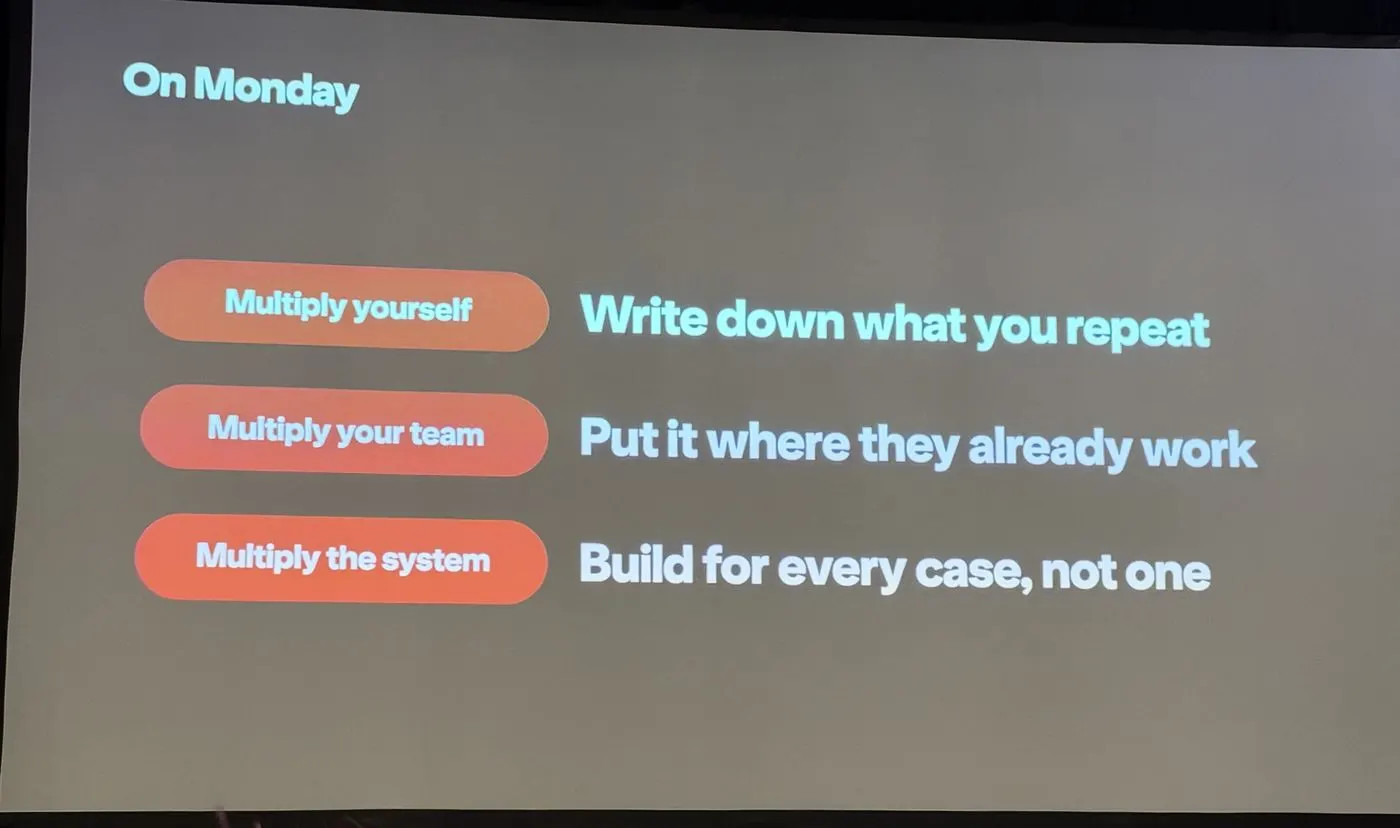 On Monday
Multiply yourself
Write down what you repeat
Multiply your team
Put it where they already work
Multiply the system
Build for every case, not one